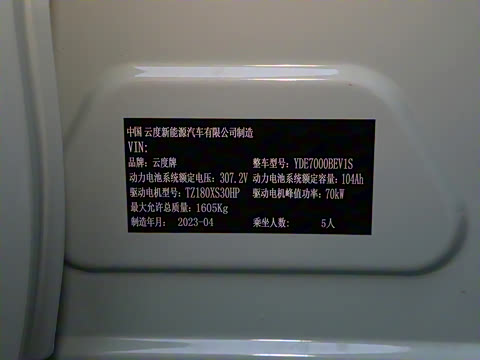 中国 云度新能源汽车有限公司制造
VIN:
品牌: 云度牌 整车型号: YDE7000BEV1S
动力电池系统额定电压: 307.2V 动力电池系统额定容量: 104Ah
驱动电机型号: TZ180XS30HP 驱动电机峰值功率: 70kW
最大允许总质量: 1605Kg
制造年月: 2023-04 乘坐人数: 5人